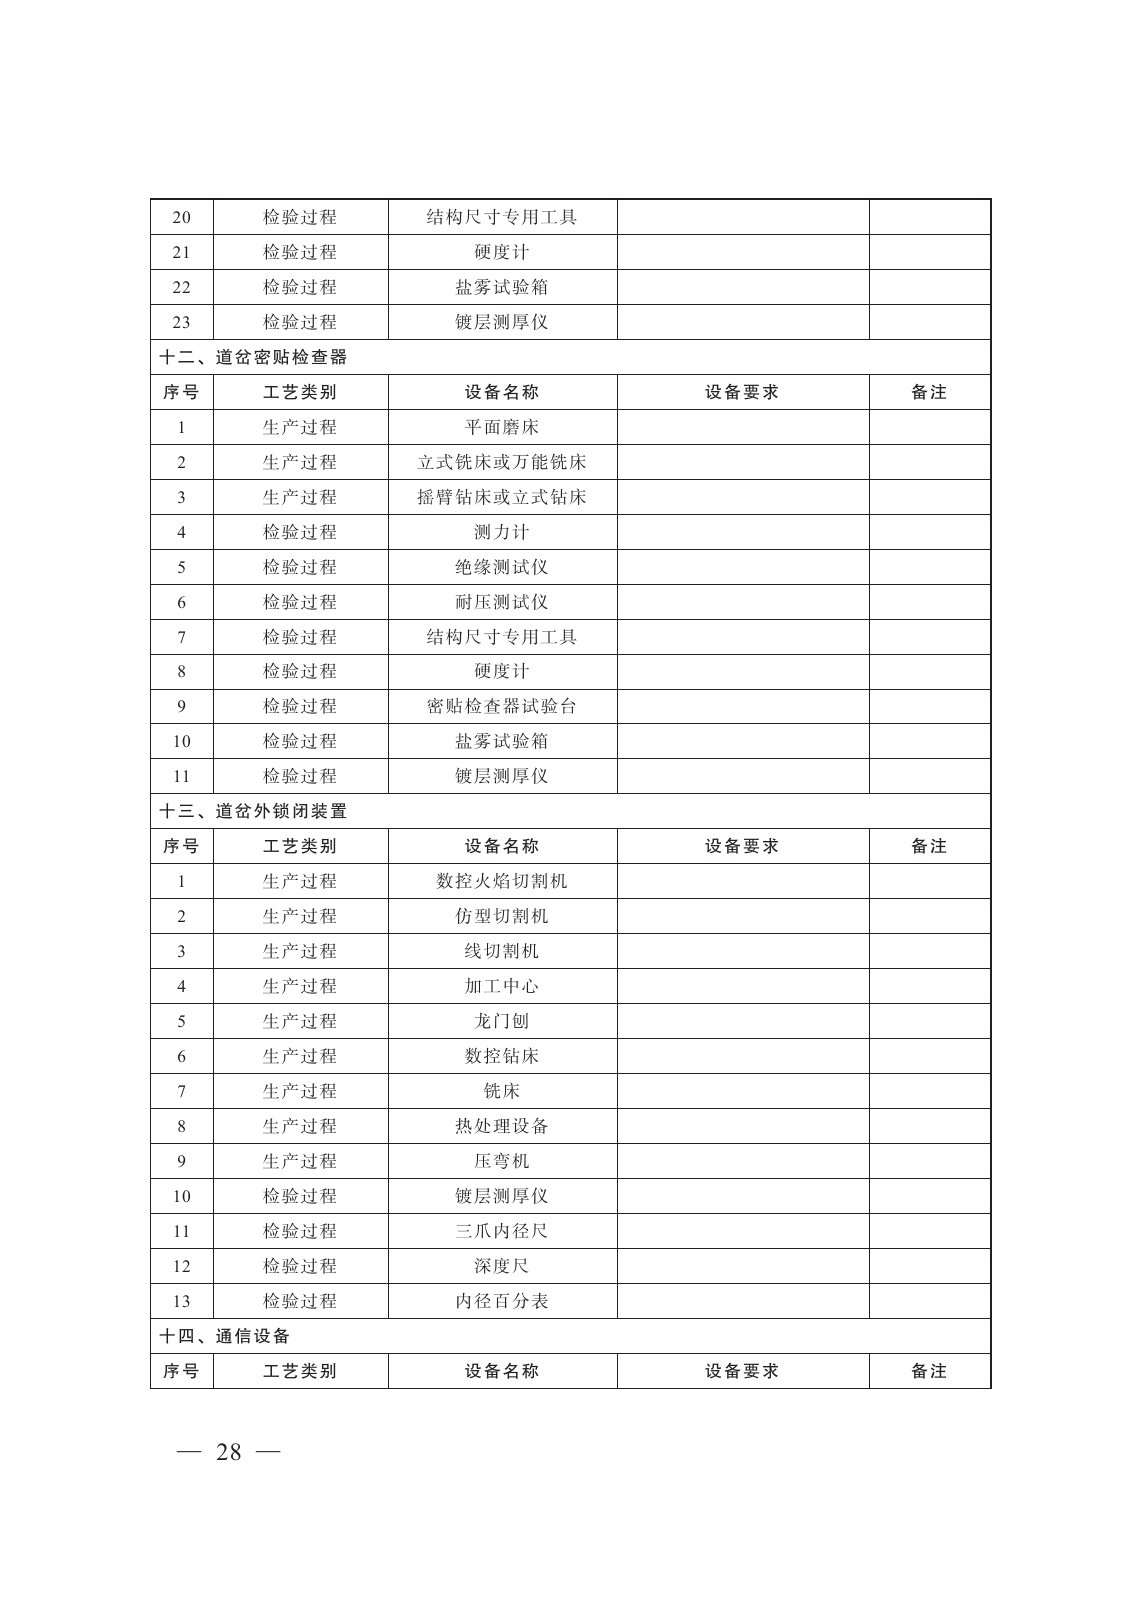 20 检验过程 结构尺寸专用工具
21 检验过程 硬度计
22 检验过程 盐雾试验箱
23 检验过程 镀层测厚仪
十二、道岔密贴检查器
序号 工艺类别 设备名称 设备要求 备注
1 生产过程 平面磨床
2 生产过程 立式铣床或万能铣床
3 生产过程 摇臂钻床或立式钻床
4 检验过程 测力计
5 检验过程 绝缘测试仪
6 检验过程 耐压测试仪
7 检验过程 结构尺寸专用工具
8 检验过程 硬度计
9 检验过程 密贴检查器试验台
10 检验过程 盐雾试验箱
11 检验过程 镀层测厚仪
十三、道岔外锁闭装置
序号 工艺类别 设备名称 设备要求 备注
1 生产过程 数控火焰切割机
2 生产过程 仿型切割机
3 生产过程 线切割机
4 生产过程 加工中心
5 生产过程 龙门刨
6 生产过程 数控钻床
7 生产过程 铣床
8 生产过程 热处理设备
9 生产过程 压弯机
10 检验过程 镀层测厚仪
11 检验过程 三爪内径尺
12 检验过程 深度尺
13 检验过程 内径百分表
十四、通信设备
序号 工艺类别 设备名称 设备要求 备注
— 28 —